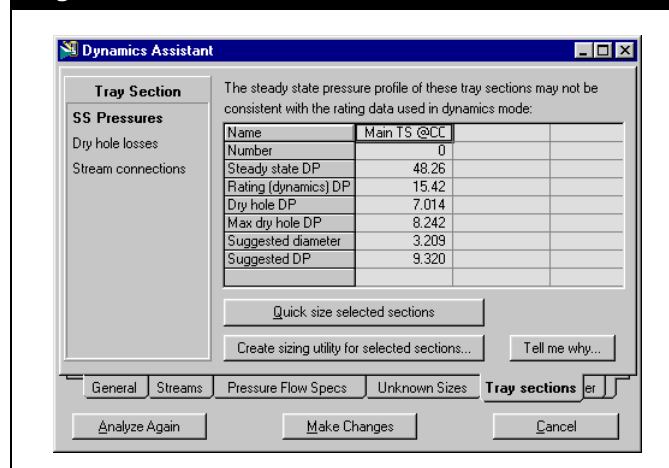 Dynamics Assistant
Tray Section
SS Pressures
Dry hole losses
Stream connections
The steady state pressure profile of these tray sections may not be
consistent with the rating data used in dynamics mode:
Name Main TS @CC
Number 0
Steady state DP 48.26
Rating (dynamics) DP 15.42
Dry hole DP 7.014
Max dry hole DP 8.242
Suggested diameter 3.209
Suggested DP 9.320
Quick size selected sections
Create sizing utility for selected sections... Tell me why...
General Streams Pressure Flow Specs Unknown Sizes Tray sections er
Analyze Again Make Changes Cancel